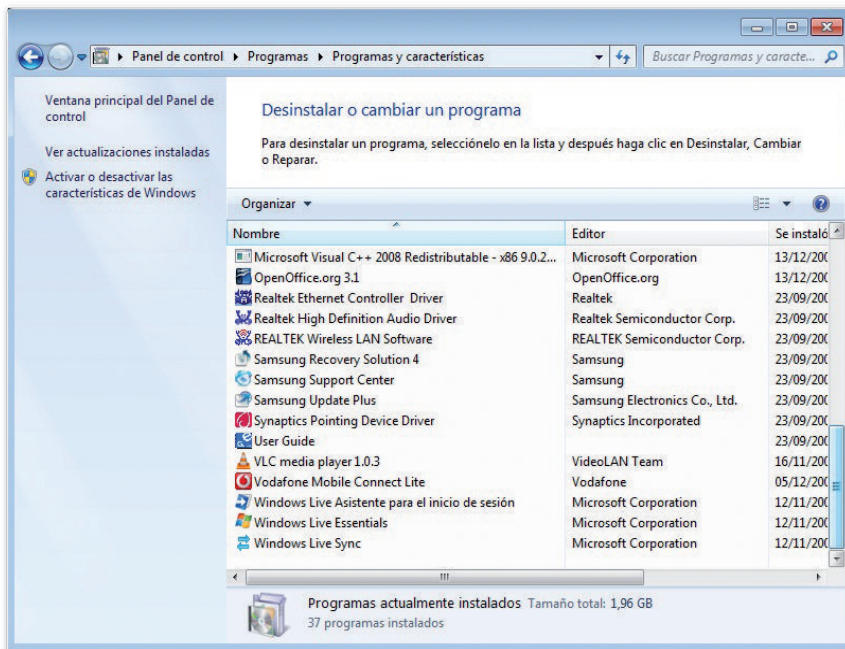 Panel de control Programas Programas y características Buscar Programas y caracte...
Ventana principal del Panel de
control
Ver actualizaciones instaladas
Activar o desactivar las
características de Windows
Desinstalar o cambiar un programa
Para desinstalar un programa, selecciónelo en la lista y después haga clic en Desinstalar, Cambiar
o Reparar.
Organizar
Nombre Editor Se instaló
Microsoft Visual C++ 2008 Redistributable - x86 9.0.2... Microsoft Corporation 13/12/200
OpenOffice.org 3.1 OpenOffice.org 13/12/200
Realtek Ethernet Controller Driver Realtek 23/09/200
Realtek High Definition Audio Driver Realtek Semiconductor Corp. 23/09/200
REALTEK Wireless LAN Software REALTEK Semiconductor Corp. 23/09/200
Samsung Recovery Solution 4 Samsung 23/09/200
Samsung Support Center Samsung 23/09/200
Samsung Update Plus Samsung Electronics Co., Ltd. 23/09/200
Synaptics Pointing Device Driver Synaptics Incorporated 23/09/200
User Guide 23/09/200
VLC media player 1.0.3 VideoLAN Team 16/11/200
Vodafone Mobile Connect Lite Vodafone 05/12/200
Windows Live Asistente para el inicio de sesión Microsoft Corporation 12/11/200
Windows Live Essentials Microsoft Corporation 12/11/200
Windows Live Sync Microsoft Corporation 12/11/200
Programas actualmente instalados Tamaño total: 1,96 GB
37 programas instalados